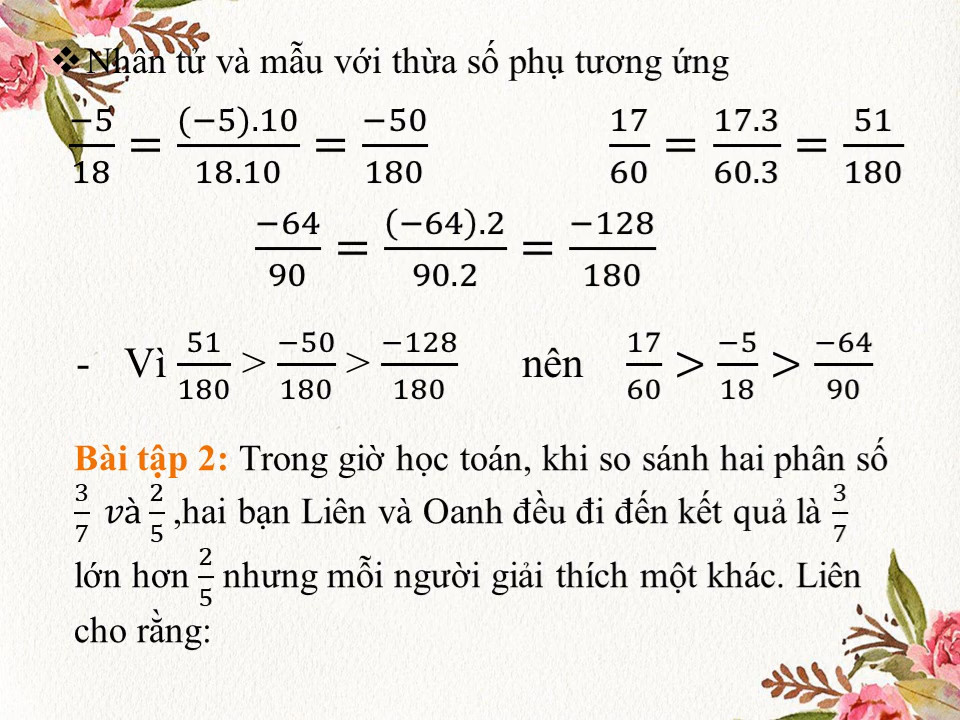 ❖Nhân tử và mẫu với thừa số phụ tương ứng
−5/18 = (−5).10/18.10 = −50/180 17/60 = 17.3/60.3 = 51/180
−64/90 = (−64).2/90.2 = −128/180
- Vì 51/180 > −50/180 > −128/180 nên 17/60 > −5/18 > −64/90
Bài tập 2: Trong giờ học toán, khi so sánh hai phân số
3/7 và 2/5 ,hai bạn Liên và Oanh đều đi đến kết quả là 3/7
lớn hơn 2/5 nhưng mỗi người giải thích một khác. Liên
cho rằng: